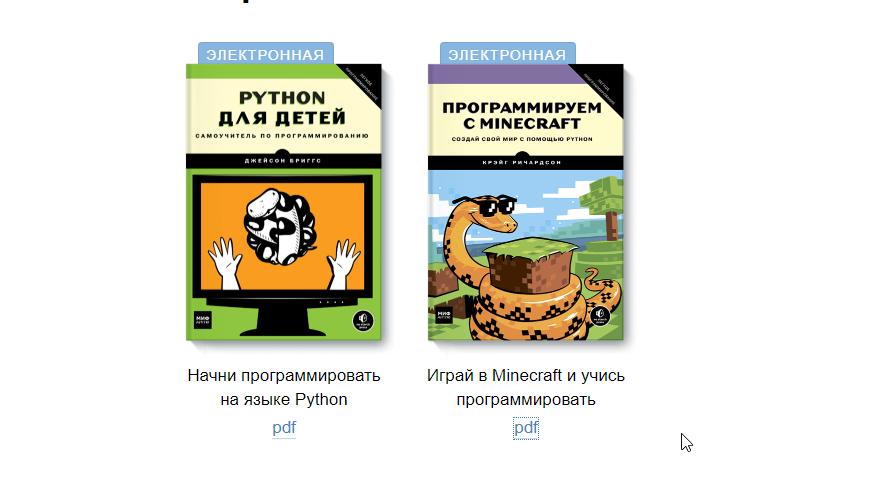 ЭЛЕКТРОННАЯ
PYTHON
ДЛЯ ДЕТЕЙ
САМОУЧИТЕЛЬ ПО ПРОГРАММИРОВАНИЮ
ДЖЕЙСОН БРИГГС
МИФ
Начни программировать
на языке Python
pdf
ЭЛЕКТРОННАЯ
ПРОГРАММИРУЕМ
С MINECRAFT
СОЗДАЙ СВОЙ МИР С ПОМОЩЬЮ PYTHON
КРЭЙГ РИЧАРДСОН
МИФ
Играй в Minecraft и учись
программировать
pdf